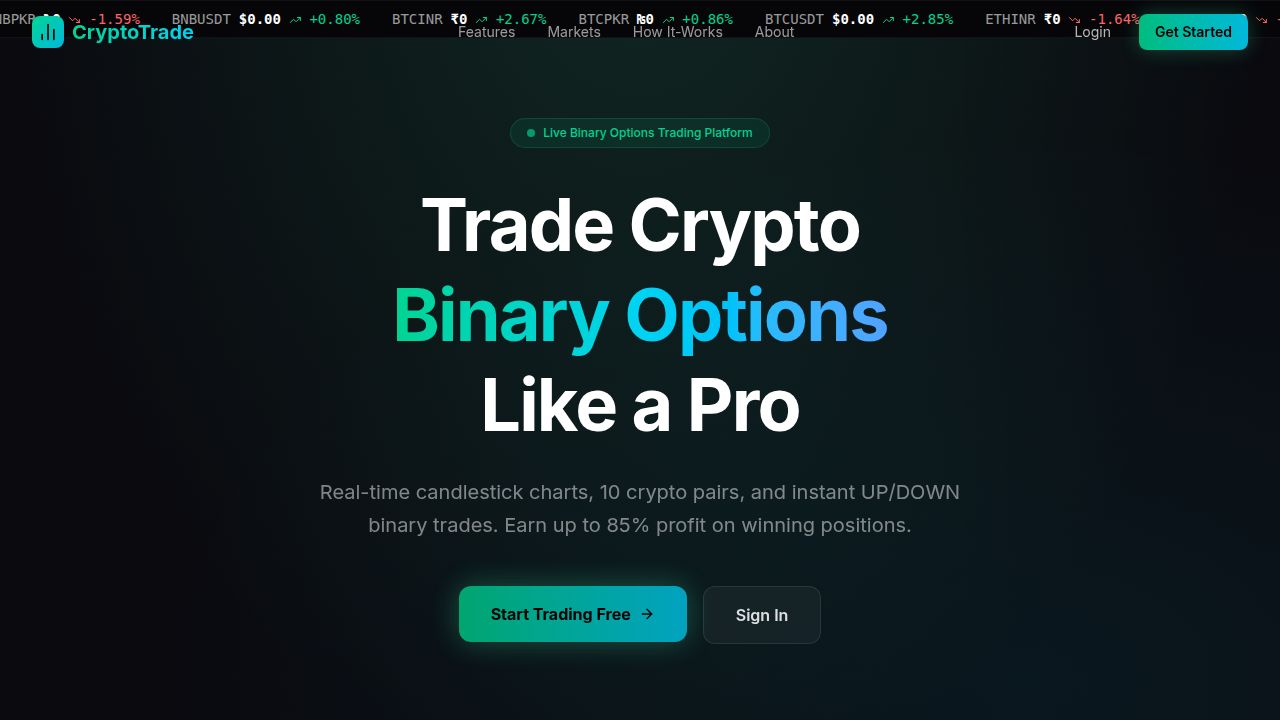 -1.59% BNBUSDT $0.00 +0.80% BTCINR ₹0 +2.67% BTCPKR ₨0 +0.86% BTCUSDT $0.00 +2.85% ETHINR ₹0 -1.64%
CryptoTrade
Features
Markets
How It-Works
About
Login
Get Started
Live Binary Options Trading Platform
Trade Crypto
Binary Options
Like a Pro
Real-time candlestick charts, 10 crypto pairs, and instant UP/DOWN
binary trades. Earn up to 85% profit on winning positions.
Start Trading Free →
Sign In